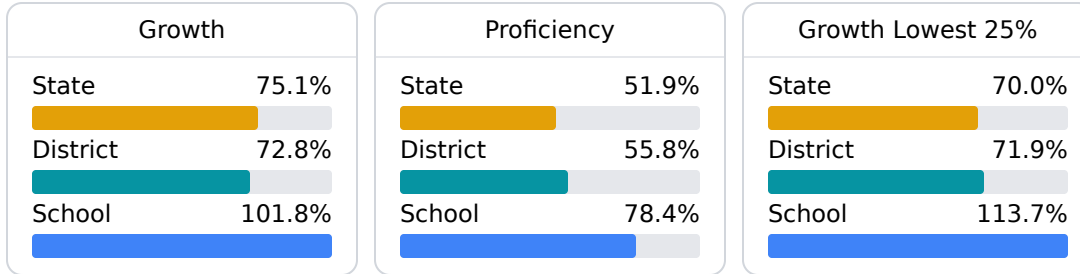 Growth
State 75.1%
District 72.8%
School 101.8%
Proficiency
State 51.9%
District 55.8%
School 78.4%
Growth Lowest 25%
State 70.0%
District 71.9%
School 113.7%